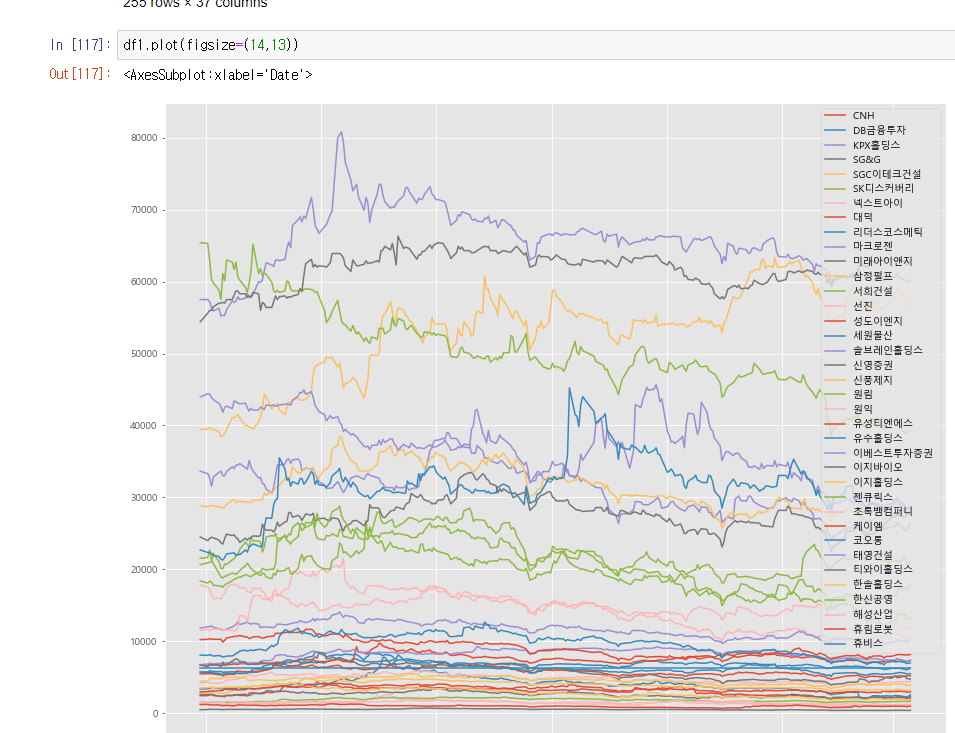 255 rows × 37 columns
In [117]: df1.plot(figsize=(14,13))
Out[117]: <AxesSubplot:xlabel='Date'>
80000
70000
60000
50000
40000
30000
20000
10000
0
CNH
DB금융투자
KPX홀딩스
SG&G
SGC이테크건설
SK디스커버리
넥스트아이
대덕
리더스코스메틱
마크로젠
미래아이앤지
삼정펄프
서희건설
선진
성도이엔지
세원물산
솔브레인홀딩스
신영증권
신풍제지
원림
원익
유성티엔에스
유수홀딩스
이베스트투자증권
이지바이오
이지홀딩스
젠큐릭스
초록뱀컴퍼니
케이엠
코오롱
태영건설
티와이홀딩스
한솔홀딩스
한신공영
해성산업
휴림로봇
휴비스